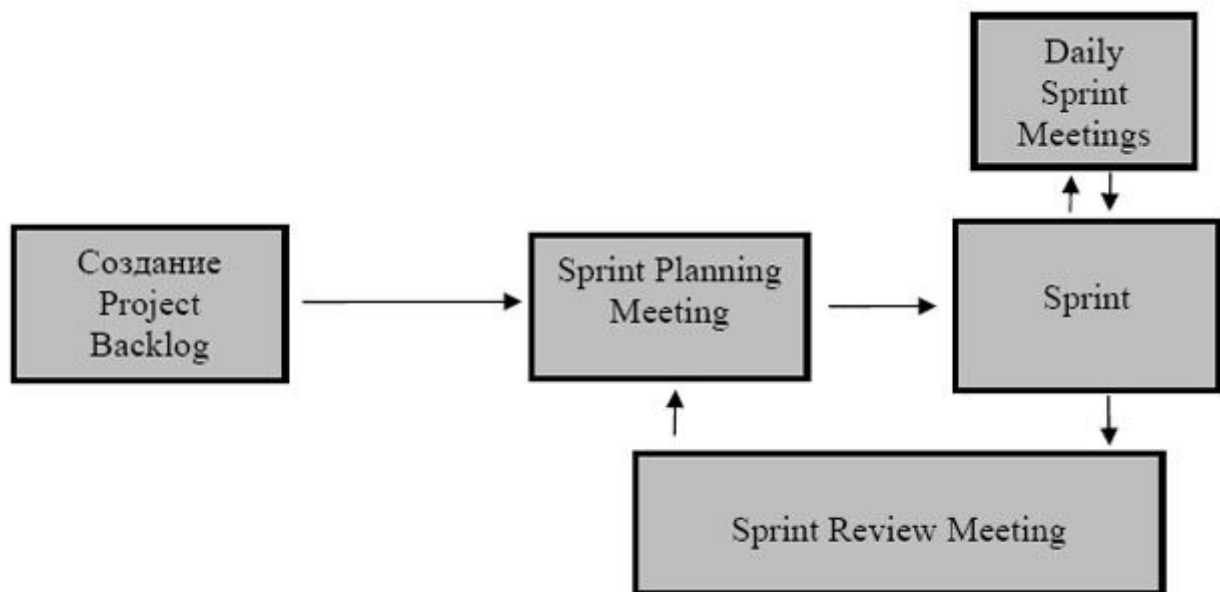 Daily
Sprint
Meetings
Создание
Project
Backlog
Sprint Planning
Meeting
Sprint
Sprint Review Meeting